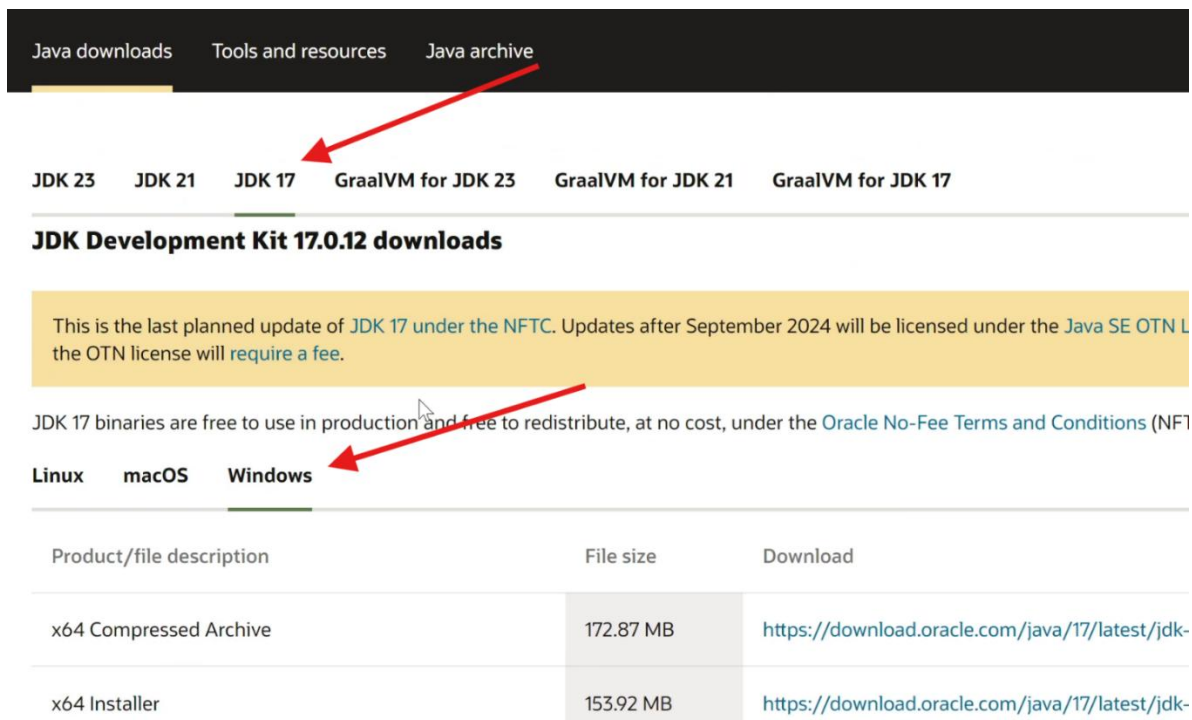 Java downloads Tools and resources Java archive
JDK 23 JDK 21 JDK 17 GraalVM for JDK 23 GraalVM for JDK 21 GraalVM for JDK 17
JDK Development Kit 17.0.12 downloads
This is the last planned update of JDK 17 under the NFTC. Updates after September 2024 will be licensed under the Java SE OTN L
the OTN license will require a fee.
JDK 17 binaries are free to use in production and free to redistribute, at no cost, under the Oracle No-Fee Terms and Conditions (NFT
Linux macOS Windows
Product/file description File size Download
x64 Compressed Archive 172.87 MB https://download.oracle.com/java/17/latest/jdk-
x64 Installer 153.92 MB https://download.oracle.com/java/17/latest/jdk-